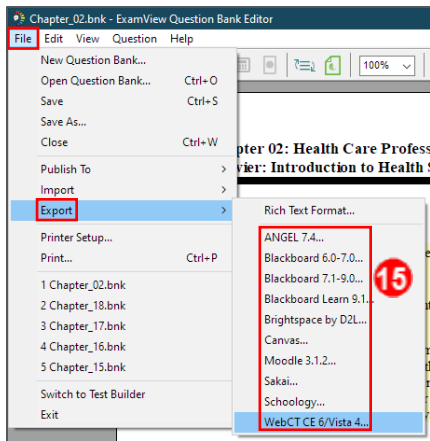 Chapter_02.bnk - ExamView Question Bank Editor
File Edit View Question Help
New Question Bank...
Open Question Bank... Ctrl+O
Save Ctrl+S
Save As...
Close Ctrl+W
Publish To >
Import >
Export >
Printer Setup...
Print... Ctrl+P
1 Chapter_02.bnk
2 Chapter_18.bnk
3 Chapter_17.bnk
4 Chapter_16.bnk
5 Chapter_15.bnk
Switch to Test Builder
Exit
100%
pter 02: Health Care Profess
vier: Introduction to Health S
Rich Text Format...
ANGEL 7.4...
Blackboard 6.0-7.0...
Blackboard 7.1-9.0...
Blackboard Learn 9.1...
Brightspace by D2L...
Canvas...
Moodle 3.1.2...
Sakai...
Schoology...
WebCT CE 6/Vista 4...
15